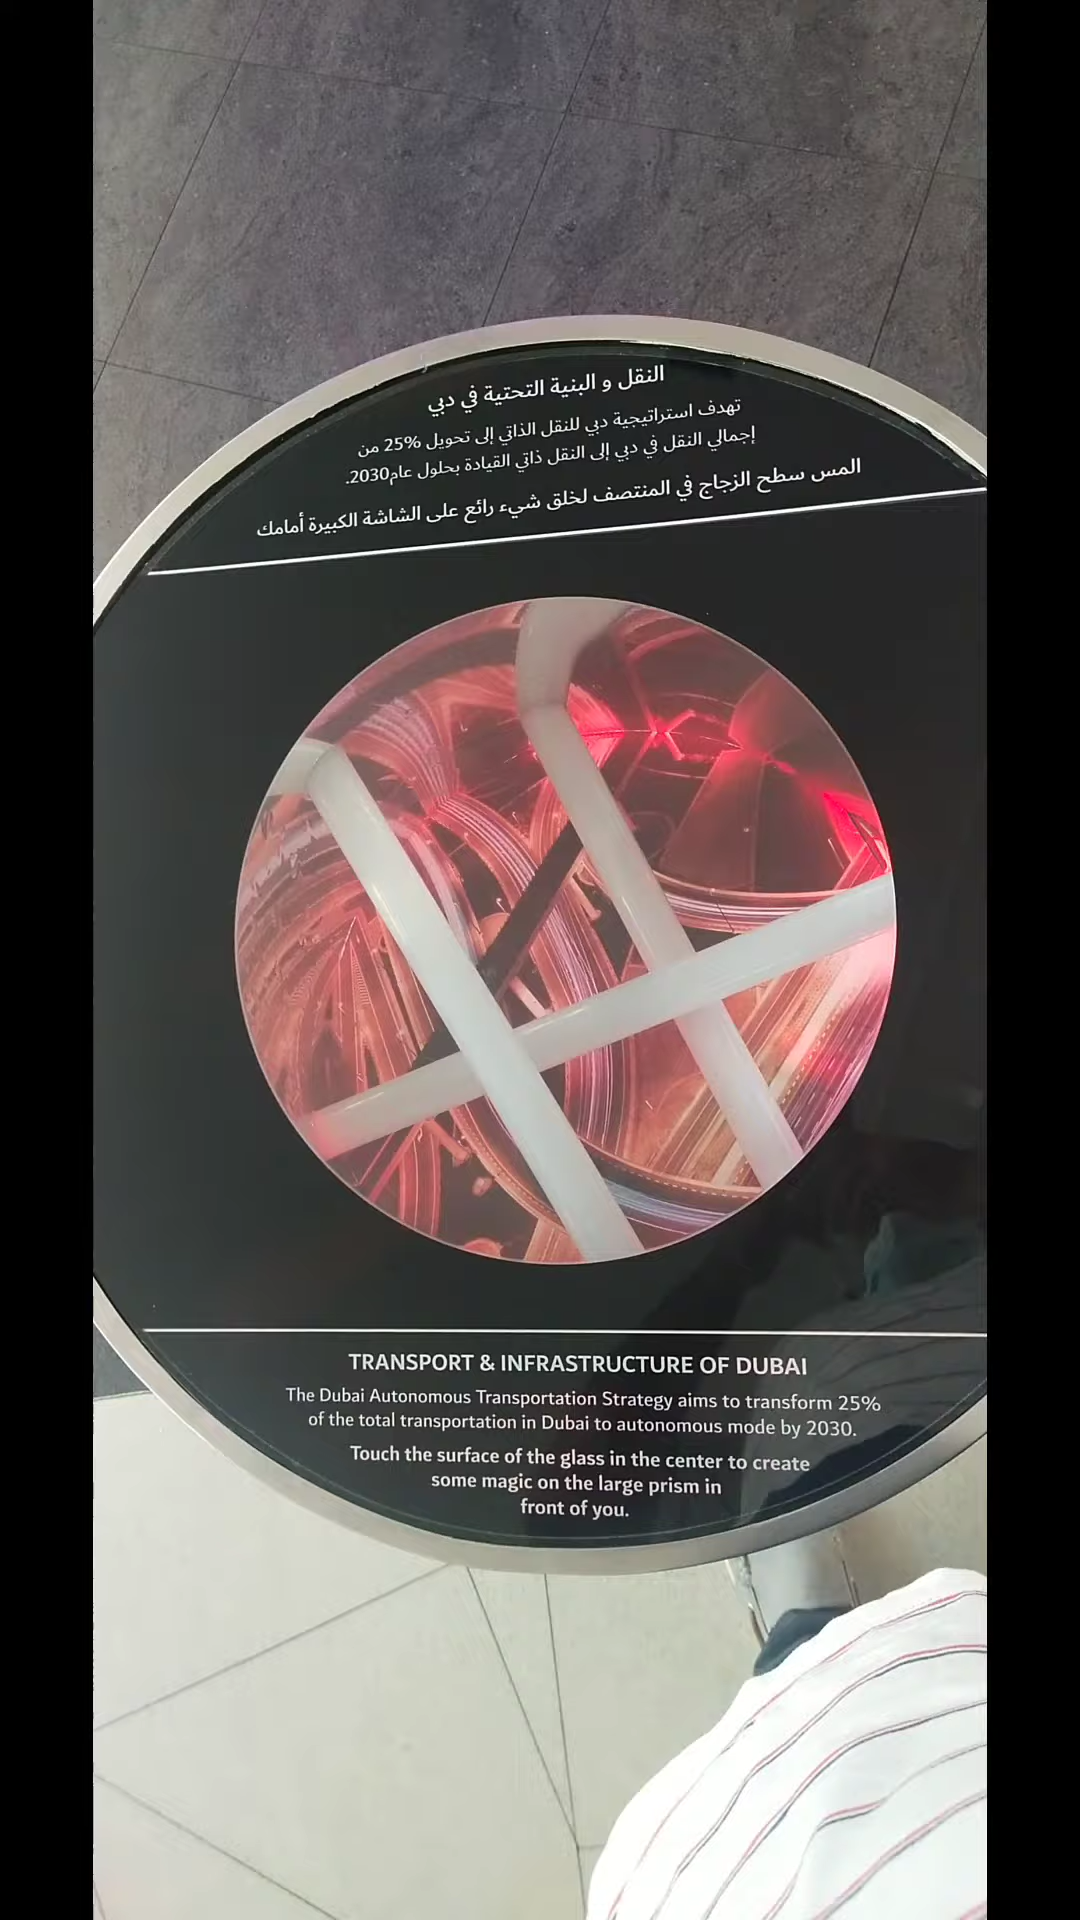 النقل و البنية التحتية في دبي
تهدف استراتيجية دبي للنقل الذاتي إلى تحويل 25% من
إجمالي النقل في دبي إلى النقل ذاتي القيادة بحلول عام2030.
المس سطح الزجاج في المنتصف لخلق شيء رائع على الشاشة الكبيرة أمامك
TRANSPORT & INFRASTRUCTURE OF DUBAI
The Dubai Autonomous Transportation Strategy aims to transform 25%
of the total transportation in Dubai to autonomous mode by 2030.
Touch the surface of the glass in the center to create
some magic on the large prism in
front of you.